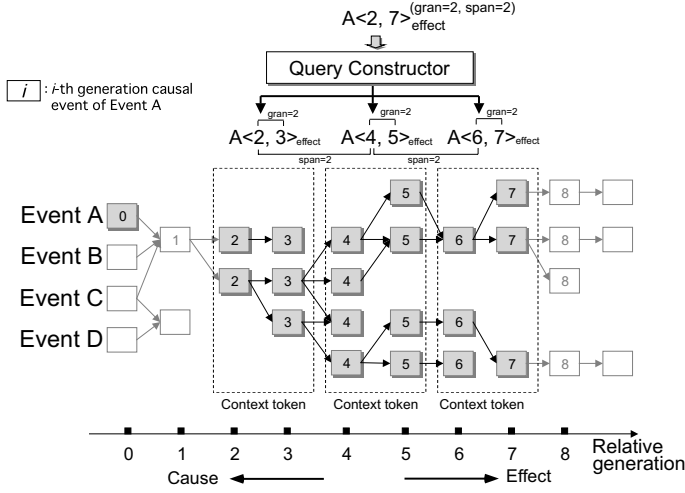 A<2, 7>effect(gran=2, span=2)
Query Constructor
i : i-th generation causal
event of Event A
gran=2 gran=2 gran=2
A<2, 3>effect A<4, 5>effect A<6, 7>effect
span=2 span=2
5 7 8
Event A 0
1 2 3 4 5 6 7 8
Event B
2 3 4 8
Event C
3 4 5 6
Event D
4 5 6 7 8
Context token Context token Context token
0 1 2 3 4 5 6 7 8 Relative
generation
Cause Effect